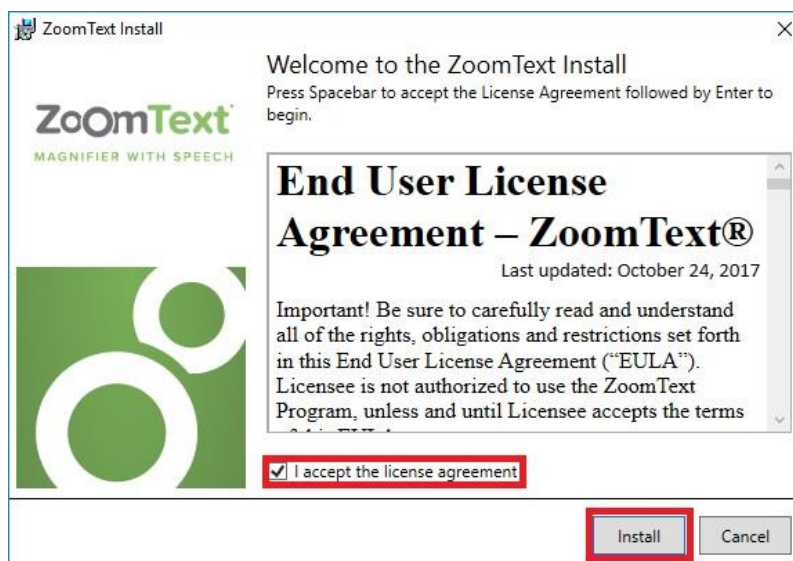 ZoomText Install
ZoomText
MAGNIFIER WITH SPEECH
Welcome to the ZoomText Install
Press Spacebar to accept the License Agreement followed by Enter to
begin.
End User License
Agreement – ZoomText®
Last updated: October 24, 2017
Important! Be sure to carefully read and understand
all of the rights, obligations and restrictions set forth
in this End User License Agreement (“EULA”).
Licensee is not authorized to use the ZoomText
Program, unless and until Licensee accepts the terms
I accept the license agreement
Install
Cancel